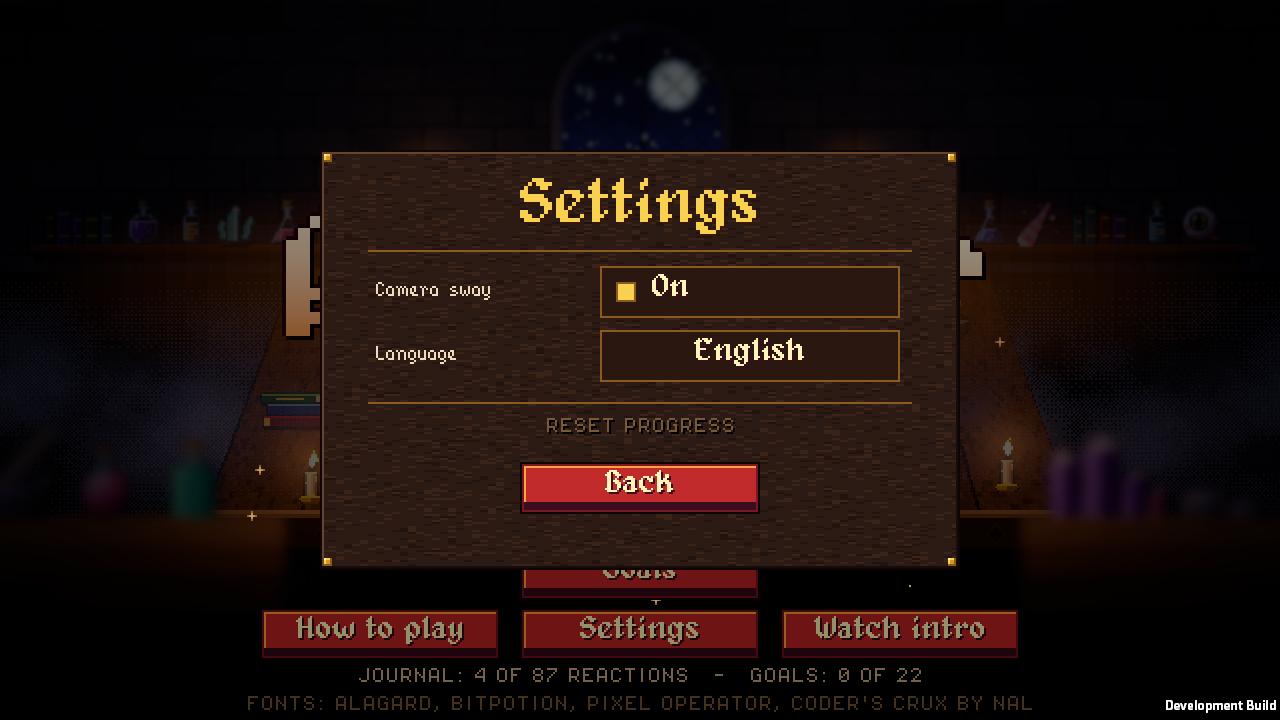 Settings
Camera sway On
Language English
RESET PROGRESS
Back
Goals
How to play Settings Watch intro
JOURNAL: 4 OF 87 REACTIONS - GOALS: 0 OF 22
FONTS: ALAGARD, BITPOTION, PIXEL OPERATOR, CODER'S CRUX BY NAL
Development Build